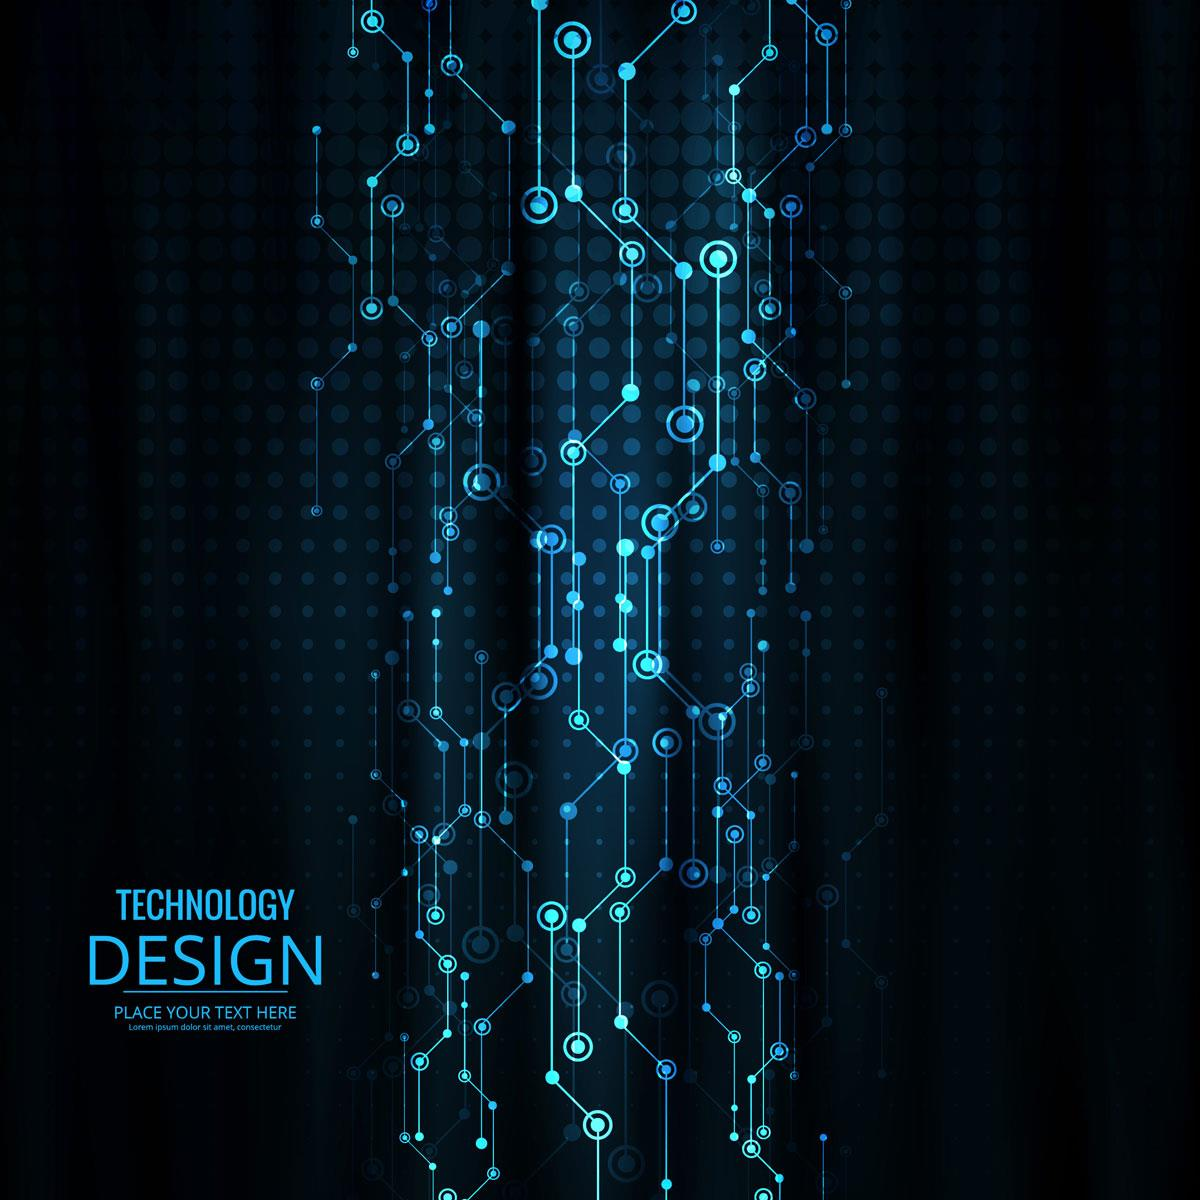 TECHNOLOGY
DESIGN
PLACE YOUR TEXT HERE
Lorem ipsum dolor sit amet, consectetur